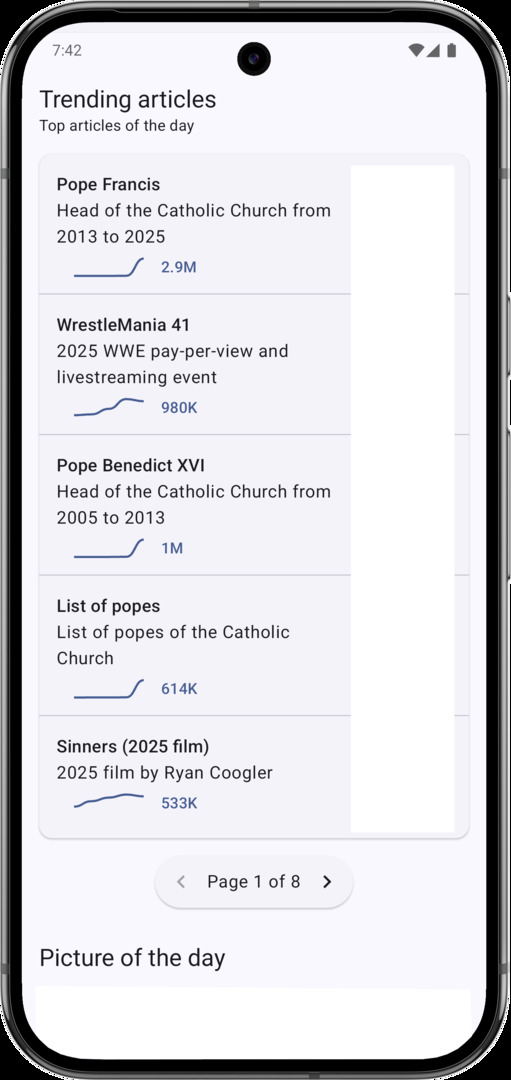 7:42
Trending articles
Top articles of the day
Pope Francis
Head of the Catholic Church from
2013 to 2025
2.9M
WrestleMania 41
2025 WWE pay-per-view and
livestreaming event
980K
Pope Benedict XVI
Head of the Catholic Church from
2005 to 2013
1M
List of popes
List of popes of the Catholic
Church
614K
Sinners (2025 film)
2025 film by Ryan Coogler
533K
Page 1 of 8
Picture of the day